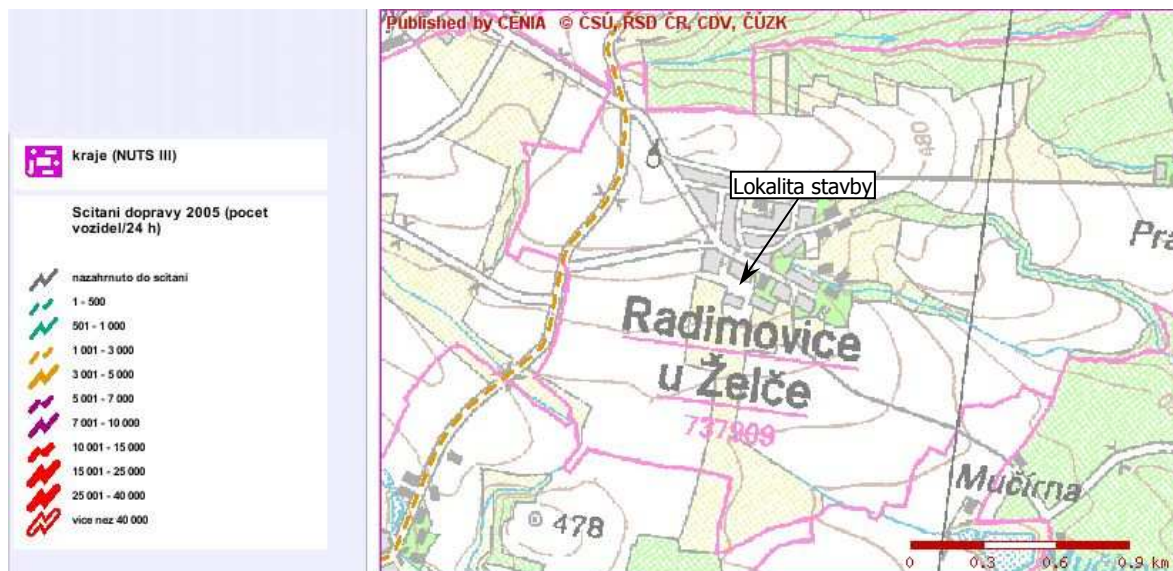 kraje (NUTS III)
Scitani dopravy 2005 (pocet
vozidel/24 h)
nazahrnuto do scitani
1 - 500
501 - 1 000
1 001 - 3 000
3 001 - 5 000
5 001 - 7 000
7 001 - 10 000
10 001 - 15 000
15 001 - 25 000
25 001 - 40 000
vice nez 40 000
Published by CENIA © ČSÚ, ŘSD ČR, CDV, ČÚZK
480
Lokalita stavby
Pra
Radimovice
u Želče
737909
Mučírna
478
0 0.3 0.6 0.9 km